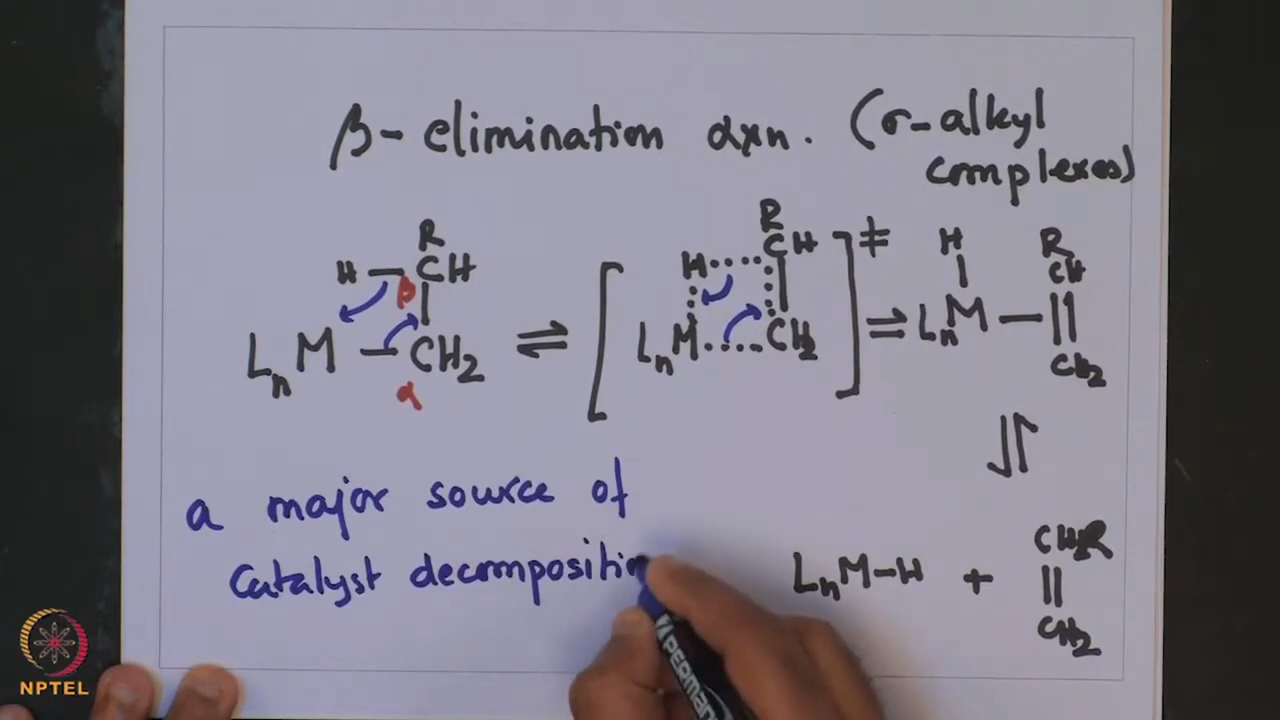 β- elimination rxn. (σ-alkyl
complexes)
R
H — CH
β
LnM — CH2
α
⇌
[
R
H....CH
LnM....CH2
]‡
⇌
H
LnM —
R
CH
||
CH2
⇌
LnM-H +
CHR
||
CH2
a major source of
Catalyst
NPTEL